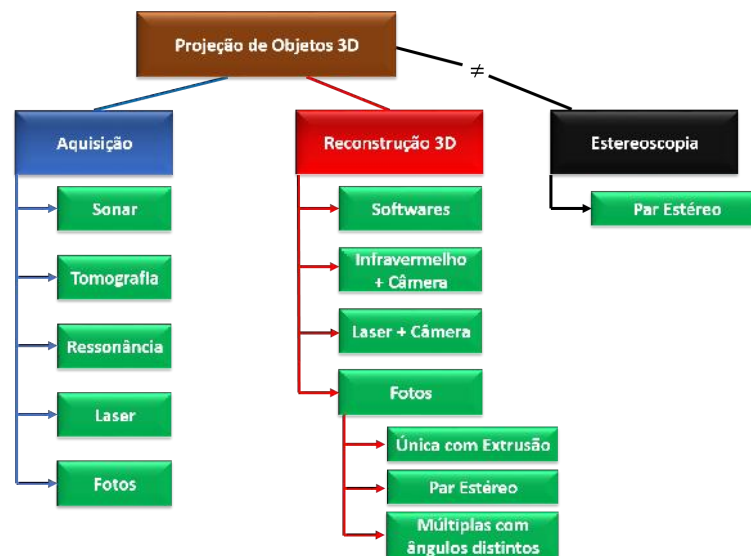 Projeção de Objetos 3D
≠
Aquisição
Sonar
Tomografia
Ressonância
Laser
Fotos
Reconstrução 3D
Softwares
Infravermelho
+ Câmera
Laser + Câmera
Fotos
Única com Extrusão
Par Estéreo
Múltiplas com
ângulos distintos
Estereoscopia
Par Estéreo